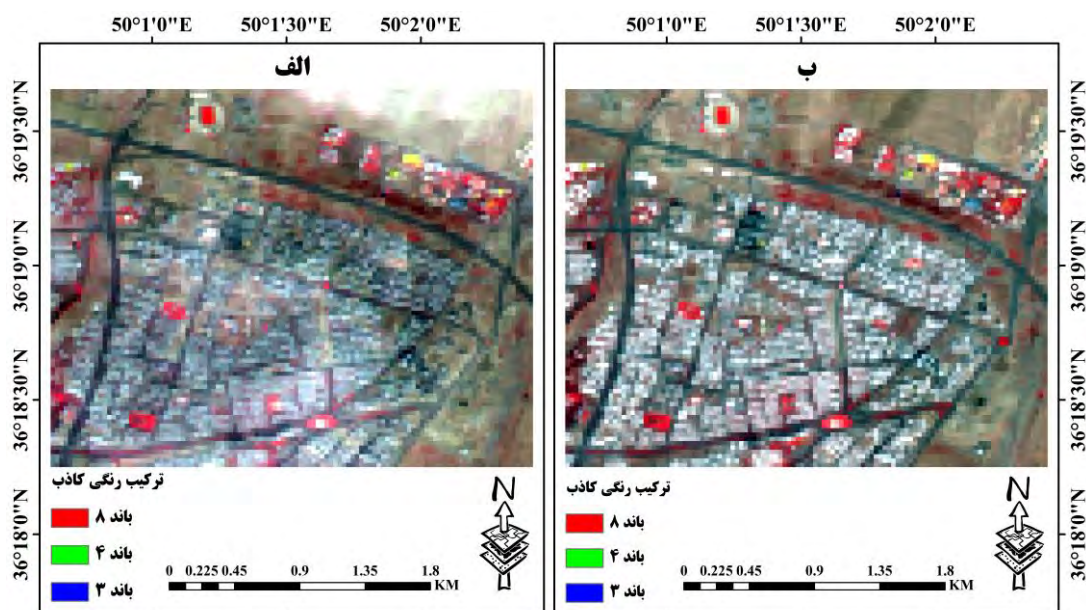 50°1'0"E 50°1'30"E 50°2'0"E 50°1'0"E 50°1'30"E 50°2'0"E
الف
ب
36°19'30"N
36°19'0"N
36°18'30"N
36°18'0"N
36°19'30"N
36°19'0"N
36°18'30"N
36°18'0"N
ترکیب رنگی کاذب
باند ۸
باند ۴
باند ۳
N
0 0.225 0.45 0.9 1.35 1.8
KM
ترکیب رنگی کاذب
باند ۸
باند ۴
باند ۳
N
0 0.225 0.45 0.9 1.35 1.8
KM